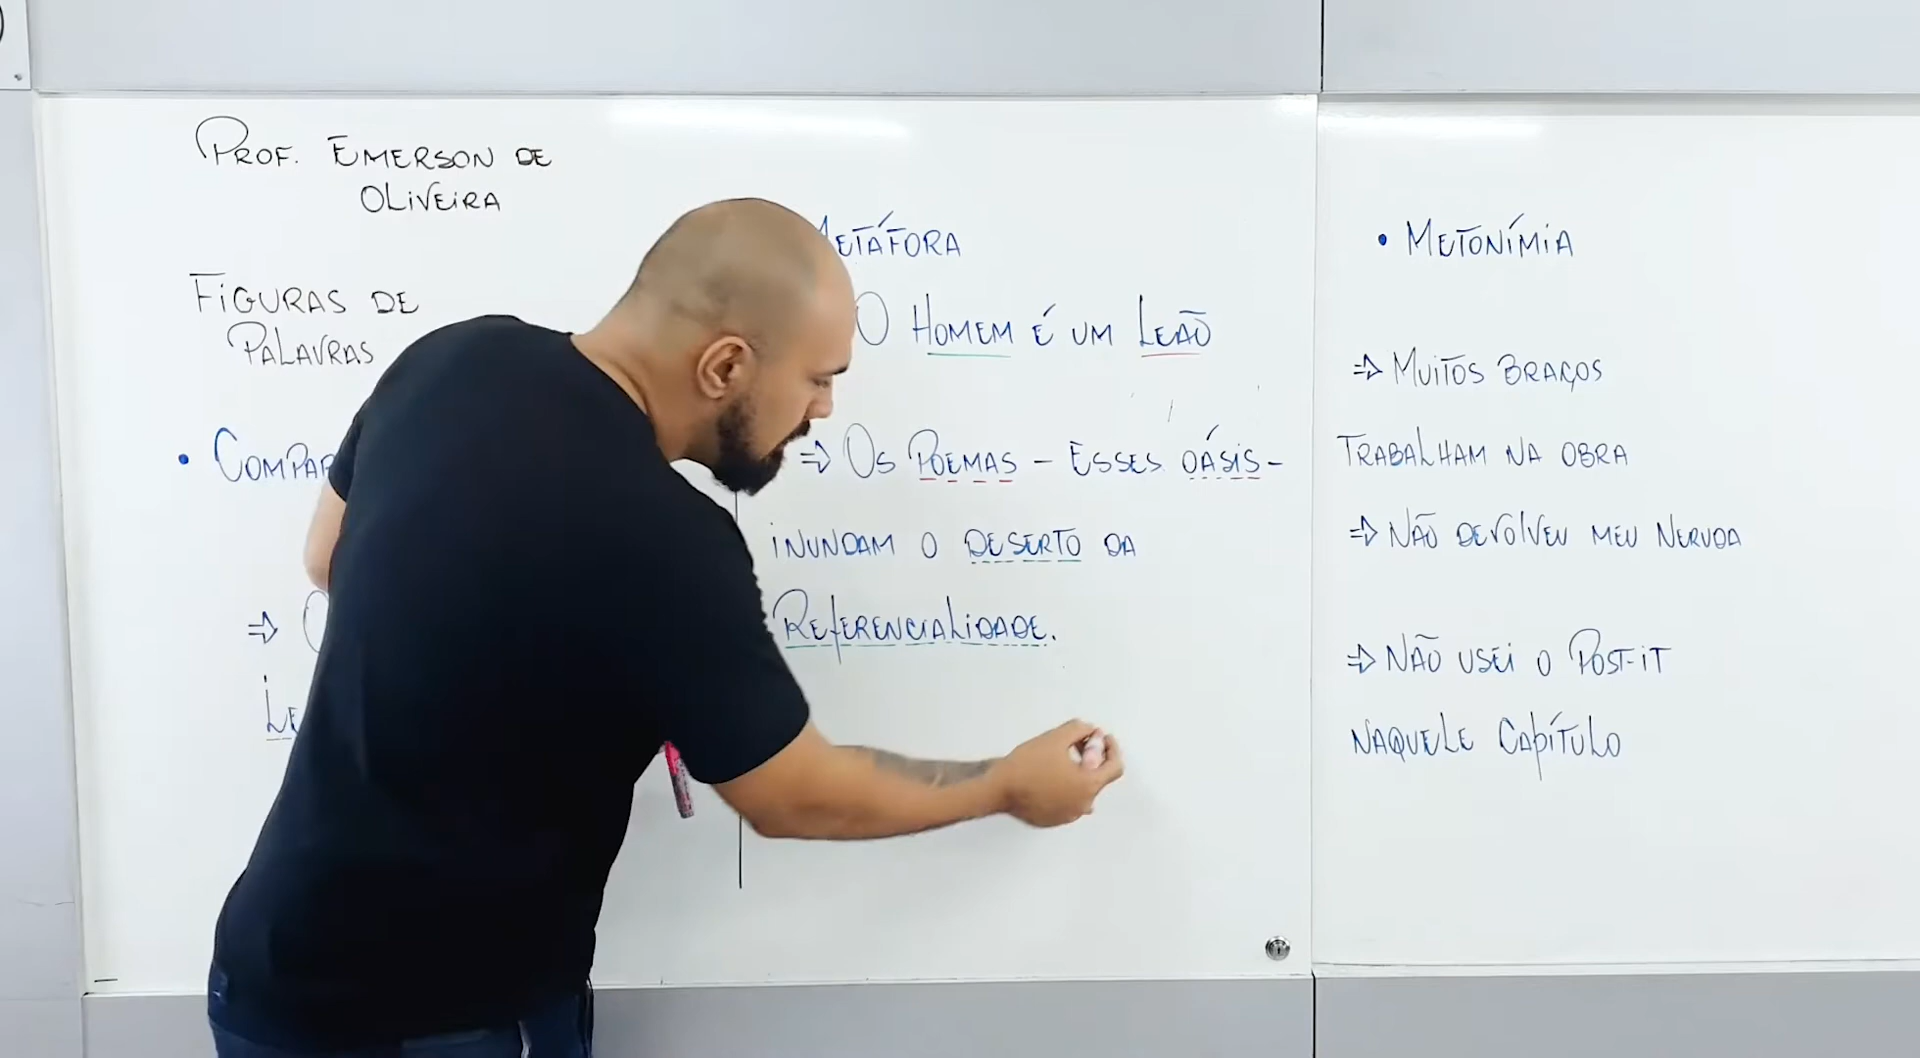 PROF. EMERSON DE
OLIVEIRA
FIGURAS DE
PALAVRAS
•
⇒
METÁFORA
O HOMEM É UM LEÃO
⇒ OS POEMAS - ESSES OÁSIS -
INUNDAM O DESERTO DA
REFERENCIALIDADE.
• METONÍMIA
⇒ MUITOS BRAÇOS
TRABALHAM NA OBRA
⇒ NÃO DEVOLVEU MEU NERUDA
⇒ NÃO USEI O POST-IT
NAQUELE CAPÍTULO